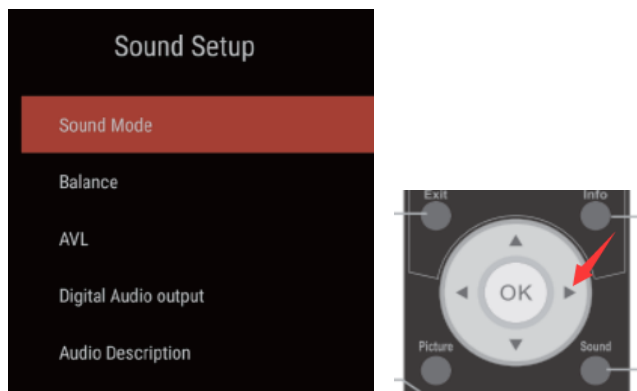 Sound Setup
Sound Mode
Balance
AVL
Digital Audio output
Audio Description
Exit
Info
OK
Picture
Sound